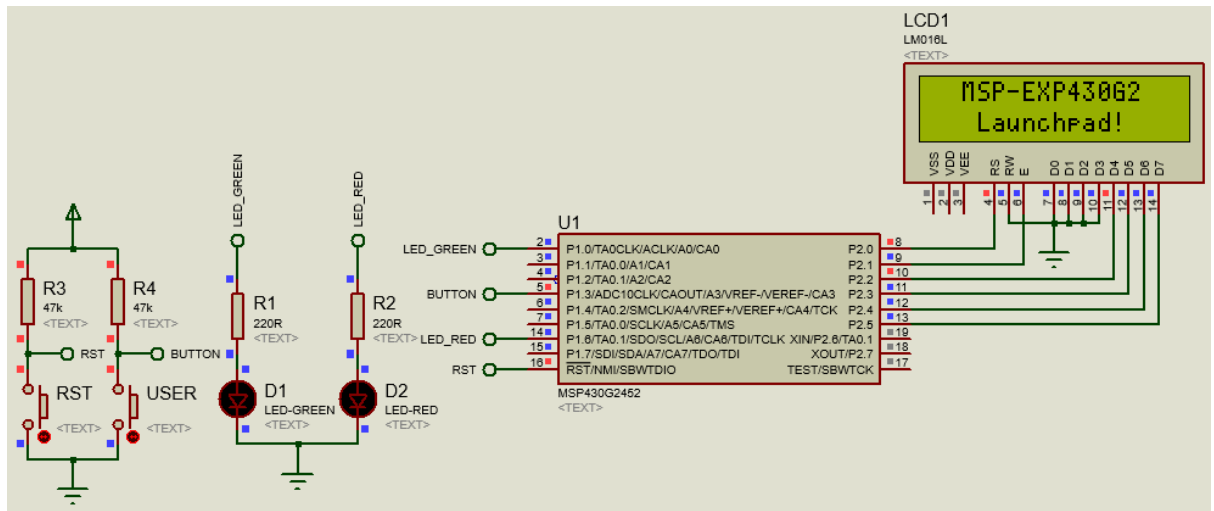 LCD1
LM016L
<TEXT>
MSP-EXP430G2
Launchpad!
VSS
VDD
VEE
RS
RW
E
D0
D1
D2
D3
D4
D5
D6
D7
1
2
3
4
5
6
7
8
9
10
11
12
13
14
R3
47k
<TEXT>
RST
RST
<TEXT>
R4
47k
<TEXT>
BUTTON
USER
<TEXT>
LED_GREEN
R1
220R
<TEXT>
D1
LED-GREEN
<TEXT>
LED_RED
R2
220R
<TEXT>
D2
LED-RED
<TEXT>
U1
LED_GREEN 2 P1.0/TA0CLK/ACLK/A0/CA0 P2.0 8
3 P1.1/TA0.0/A1/CA1 P2.1 9
4 P1.2/TA0.1/A2/CA2 P2.2 10
BUTTON 5 P1.3/ADC10CLK/CAOUT/A3/VREF-/VEREF-/CA3 P2.3 11
6 P1.4/TA0.2/SMCLK/A4/VREF+/VEREF+/CA4/TCK P2.4 12
7 P1.5/TA0.0/SCLK/A5/CA5/TMS P2.5 13
LED_RED 14 P1.6/TA0.1/SDO/SCL/A6/CA6/TDI/TCLK XIN/P2.6/TA0.1 19
15 P1.7/SDI/SDA/A7/CA7/TDO/TDI XOUT/P2.7 18
RST 16 RST/NMI/SBWTDIO TEST/SBWTCK 17
MSP430G2452
<TEXT>